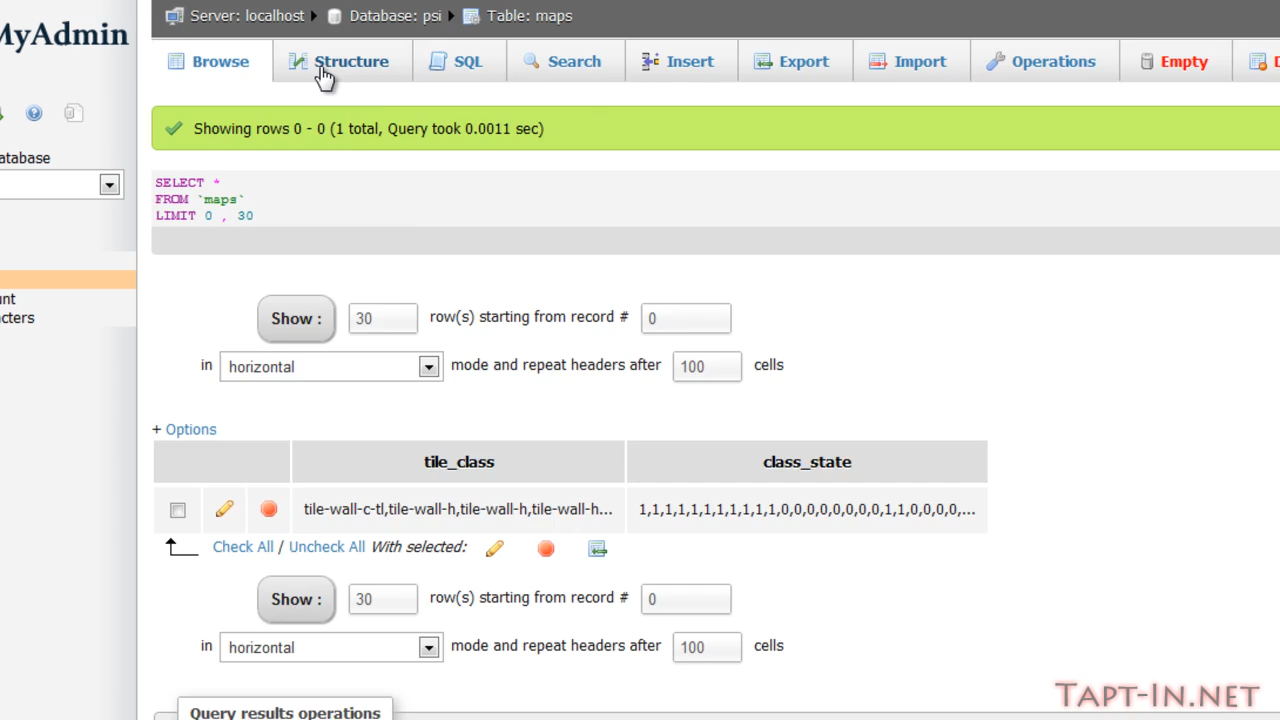 MyAdmin
Server: localhost Database: psi Table: maps
Browse Structure SQL Search Insert Export Import Operations Empty
atabase
unt
cters
Showing rows 0 - 0 (1 total, Query took 0.0011 sec)
SELECT *
FROM `maps`
LIMIT 0 , 30
Show : 30 row(s) starting from record # 0
in horizontal mode and repeat headers after 100 cells
+ Options
tile_class class_state
tile-wall-c-tl,tile-wall-h,tile-wall-h,tile-wall-h... 1,1,1,1,1,1,1,1,1,1,1,0,0,0,0,0,0,0,0,1,1,0,0,0,0,...
Check All / Uncheck All With selected:
Show : 30 row(s) starting from record # 0
in horizontal mode and repeat headers after 100 cells
Query results operations
TAPT-IN.NET